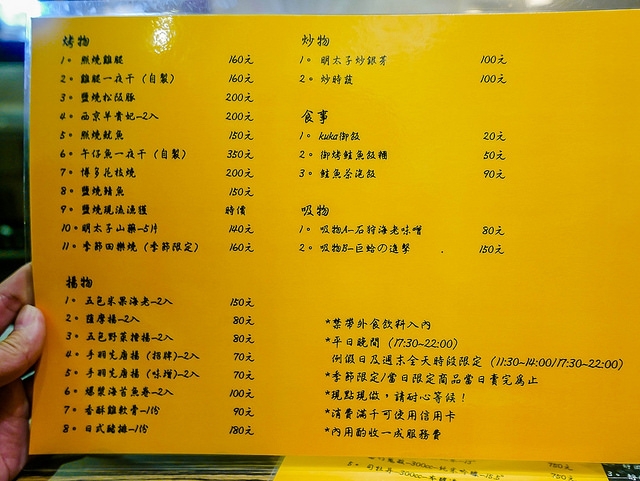 烤物
1。 照燒雞腿 160元
2。 雞腿一夜干（自製） 160元
3。 鹽燒松阪豚 200元
4。 西京羊貴妃-2入 200元
5。 照燒魷魚 150元
6。 午仔魚一夜干（自製） 350元
7。 博多花枝燒 200元
8。 鹽燒鯖魚 150元
9。 鹽燒現流漁獲 時價
10。明太子山藥-5片 140元
11。季節田樂燒（季節限定） 160元
揚物
1。 五色米果海老-2入 150元
2。 薩摩揚-2入 80元
3。 五色野菜檜揚-2入 80元
4。 手羽先唐揚（招牌）-2入 70元
5。 手羽先唐揚（味增）-2入 70元
6。 爆漿海苔魚卷-2入 100元
7。 香酥雞軟骨-1份 90元
8。 日式豬排-1份 180元
炒物
1。 明太子炒銀芽 100元
2。 炒時蔬 100元
食事
1。 kuka御飯 20元
2。 御烤鮭魚飯糰 50元
3。 鮭魚茶泡飯 90元
吸物
1。 吸物A-石狩海老味噌 80元
2。 吸物B-巨蛤の進擊 150元
*禁帶外食飲料入內
*平日晚間（17:30~22:00）
例假日及週末全天時段限定（11:30~14:00/17:30~22:00）
*季節限定/當日限定商品當日賣完為止
*現點現做，請耐心等候！
*消費滿千可使用信用卡
*內用酌收一成服務費
750元
750元